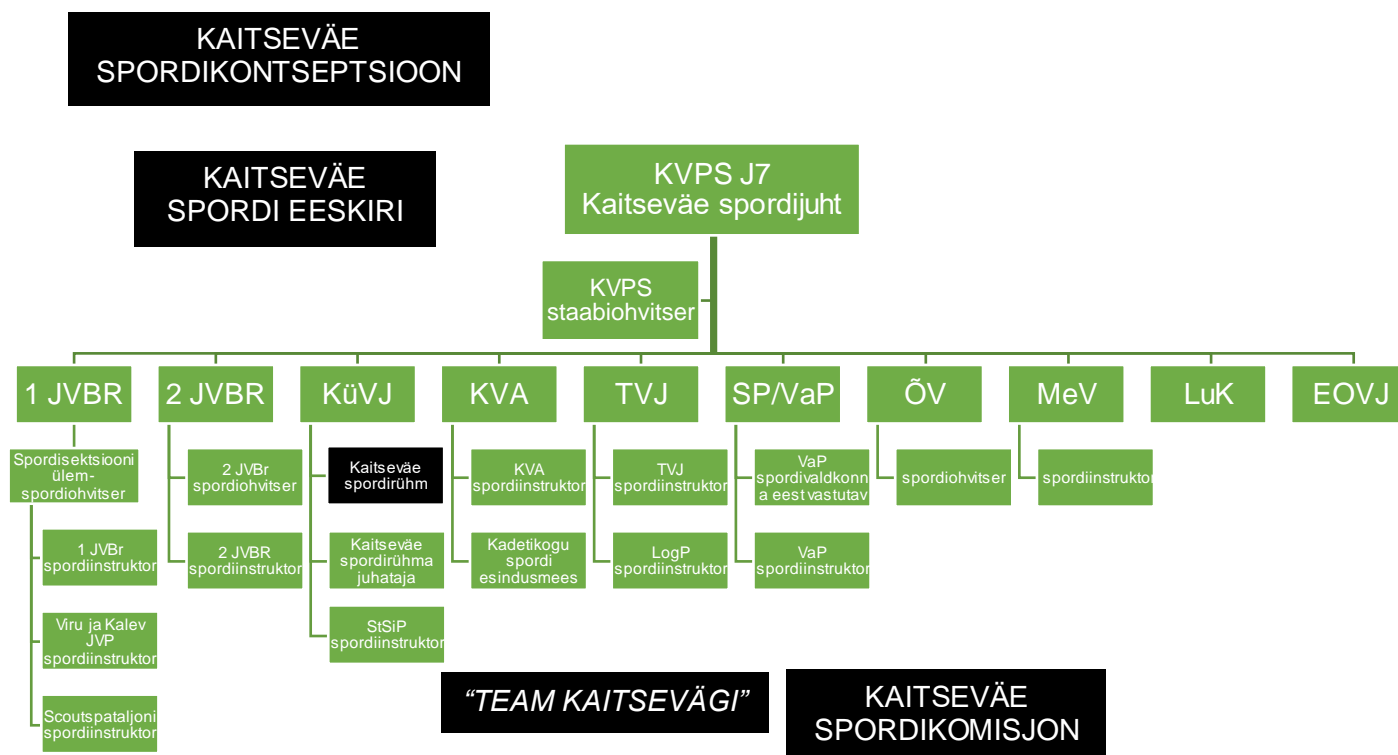 KAITSEVÄE
SPORDIKONTSEPTSIOON
KAITSEVÄE
SPORDI EESKIRI
KVPS J7
Kaitseväe spordijuht
KVPS
staabiohvitser
1 JVBR
2 JVBR
KüVJ
KVA
TVJ
SP/VaP
ÕV
MeV
LuK
EOVJ
Spordisektsiooni
ülem-
spordiohvitser
1 JVBr
spordiinstruktor
Viru ja Kalev
JVP
spordiinstruktor
Scoutspataljoni
spordiinstruktor
2 JVBr
spordiohvitser
2 JVBR
spordiinstruktor
Kaitseväe
spordirühm
Kaitseväe
spordirühma
juhataja
StSiP
spordiinstruktor
KVA
spordiinstruktor
Kadetikogu
spordi
esindusmees
TVJ
spordiinstruktor
LogP
spordiinstruktor
VaP
spordivaldkonn
a eest vastutav
VaP
spordiinstruktor
spordiohvitser
spordiinstruktor
“TEAM KAITSEVÄGI”
KAITSEVÄE
SPORDIKOMISJON